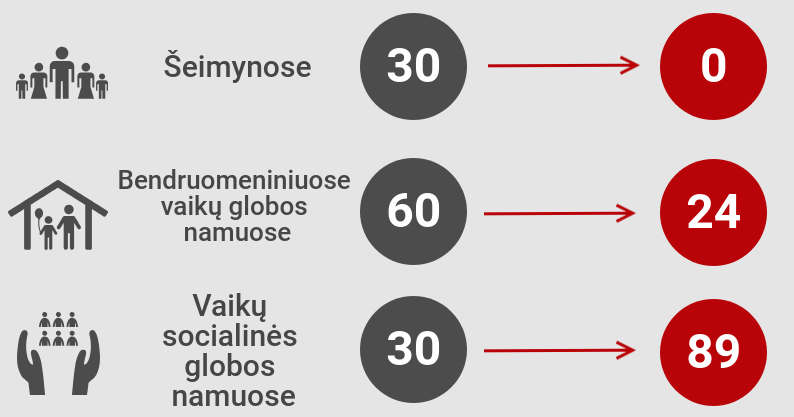 Šeimynose 30 0
Bendruomeniniuose
vaikų globos 60 24
namuose
Vaikų
socialinės 30 89
globos
namuose